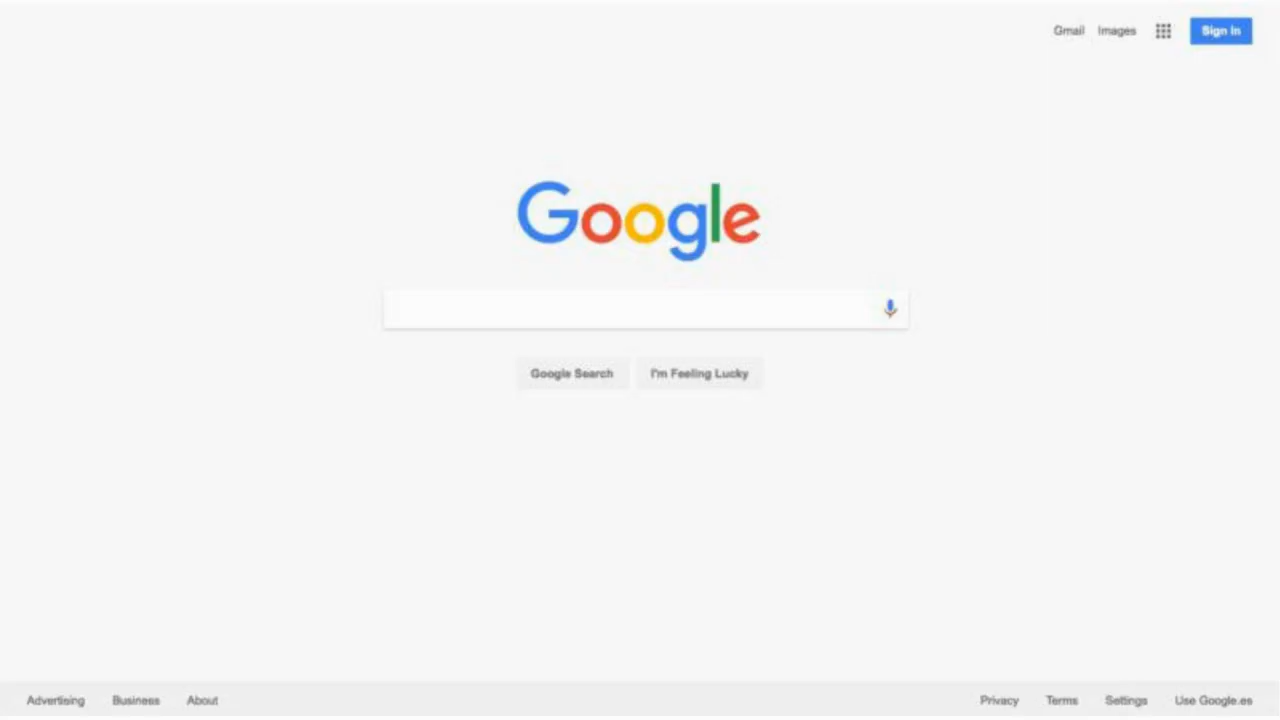 Gmail Images Sign in
Google
Google Search I'm Feeling Lucky
Advertising Business About Privacy Terms Settings Use Google.es